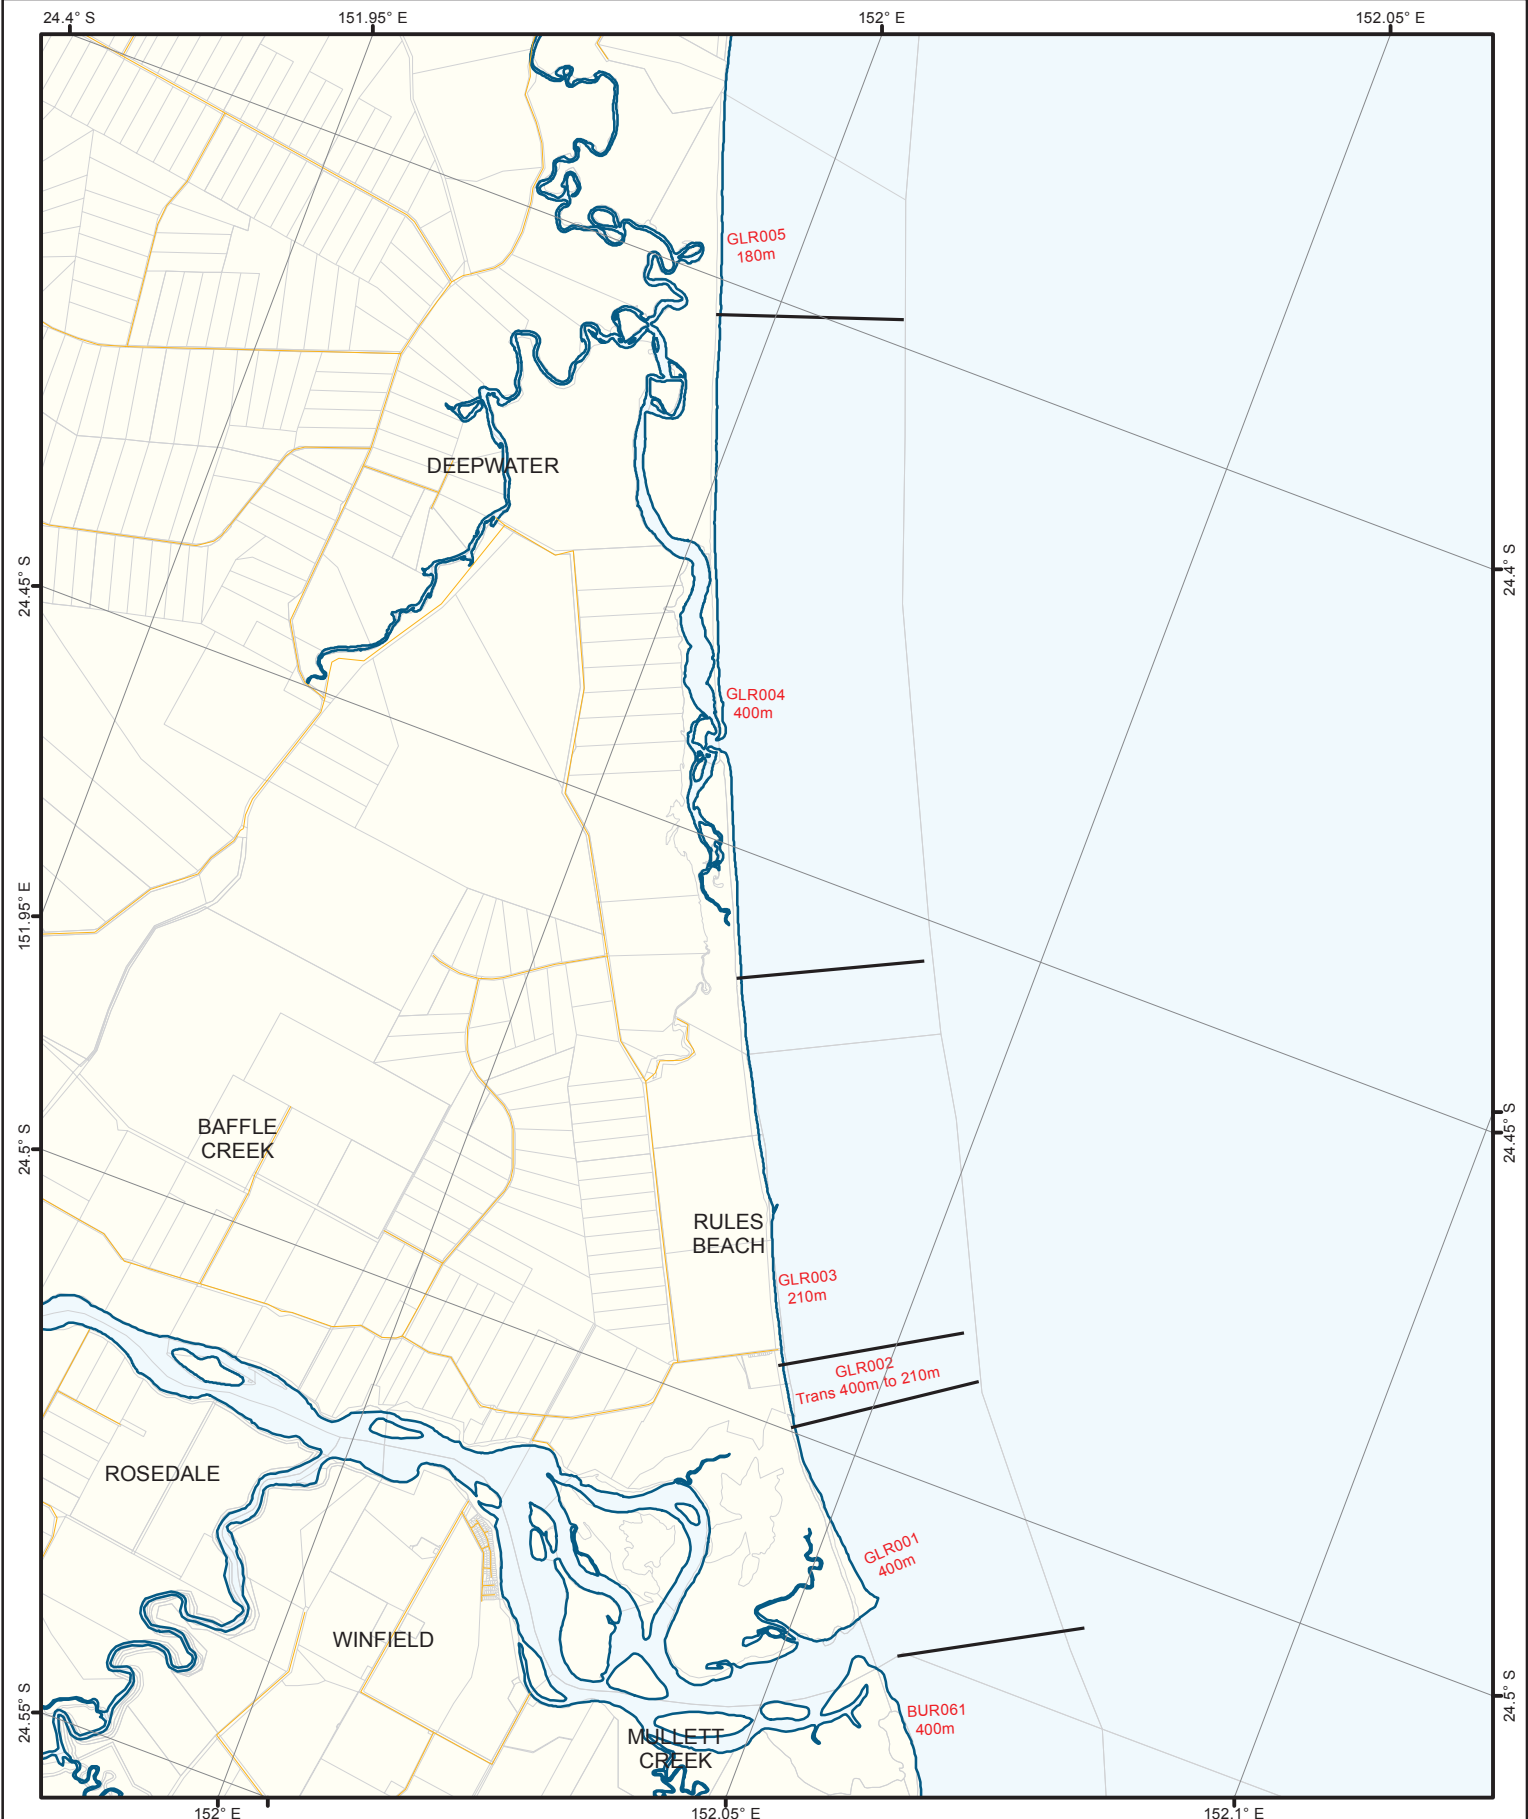 24.4° S
151.95° E
152° E
152.05° E
GLR005
180m
DEEPWATER
24.45° S
24.4° S
GLR004
400m
151.95° E
BAFFLE
CREEK
24.5° S
24.45° S
RULES
BEACH
GLR003
210m
GLR002
Trans 400m to 210m
ROSEDALE
GLR001
400m
WINFIELD
24.55° S
24.5° S
BUR061
400m
MULLETT
CREEK
152° E
152.05° E
152.1° E